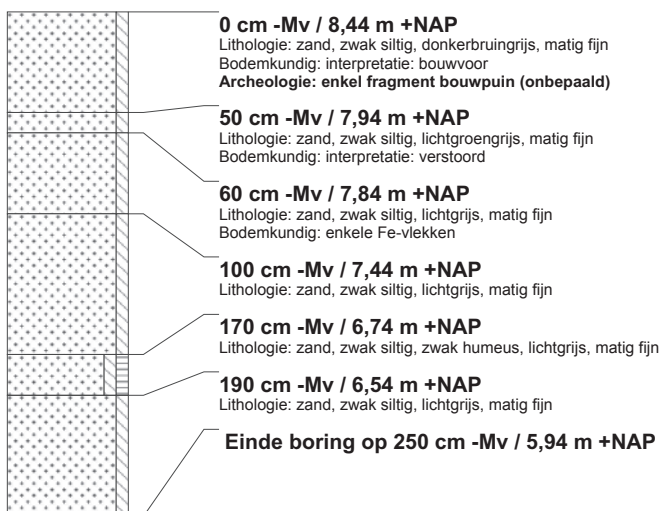 0 cm -Mv / 8,44 m +NAP
Lithologie: zand, zwak siltig, donkerbruingrijs, matig fijn
Bodemkundig: interpretatie: bouwvoor
Archeologie: enkel fragment bouwpuin (onbepaald)
50 cm -Mv / 7,94 m +NAP
Lithologie: zand, zwak siltig, lichtgroengrijs, matig fijn
Bodemkundig: interpretatie: verstoord
60 cm -Mv / 7,84 m +NAP
Lithologie: zand, zwak siltig, lichtgrijs, matig fijn
Bodemkundig: enkele Fe-vlekken
100 cm -Mv / 7,44 m +NAP
Lithologie: zand, zwak siltig, lichtgrijs, matig fijn
170 cm -Mv / 6,74 m +NAP
Lithologie: zand, zwak siltig, zwak humeus, lichtgrijs, matig fijn
190 cm -Mv / 6,54 m +NAP
Lithologie: zand, zwak siltig, lichtgrijs, matig fijn
Einde boring op 250 cm -Mv / 5,94 m +NAP